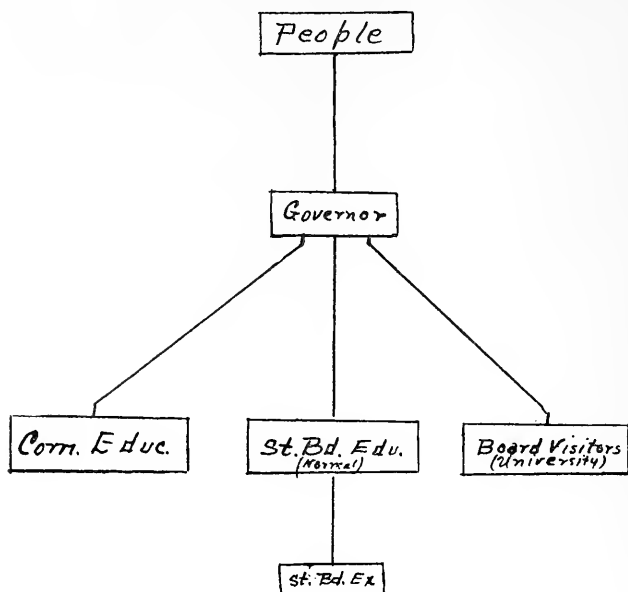 People
Governor
Com. Educ.
St. Bd. Edu.
(Normal)
Board Visitors
(University)
St. Bd. Ex